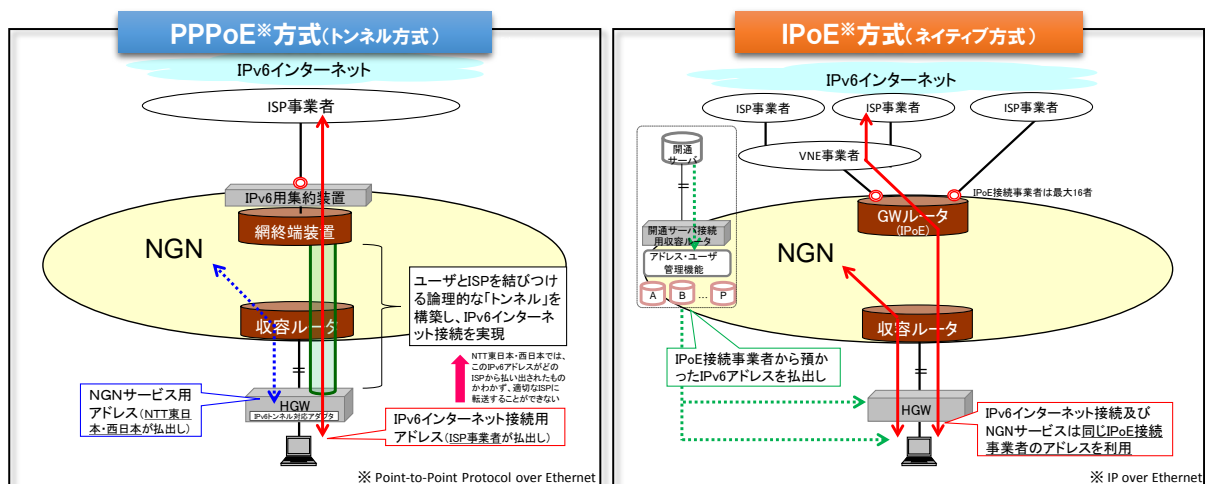 PPPoE※方式(トンネル方式)
IPv6インターネット
ISP事業者
IPv6用集約装置
網終端装置
NGN
ユーザとISPを結びつけ
る論理的な「トンネル」を
構築し、IPv6インターネ
ット接続を実現
収容ルータ
NTT東日本・西日本では、
このIPv6アドレスがどの
ISPから払い出されたもの
かわからず、適切なISPに
転送することができない
NGNサービス用
アドレス(NTT東日
本・西日本が払出し)
HGW
IPv6トンネル対応アダプタ
IPv6インターネット接続用
アドレス(ISP事業者が払出し)
※ Point-to-Point Protocol over Ethernet
IPoE※方式(ネイティブ方式)
IPv6インターネット
ISP事業者
ISP事業者
ISP事業者
開通
サーバ
VNE事業者
IPoE接続事業者は最大16者
GWルータ
(IPoE)
開通サーバ接続
用収容ルータ
アドレス・ユーザ
管理機能
A
B
…
P
NGN
収容ルータ
IPoE接続事業者から預か
ったIPv6アドレスを払出し
HGW
IPv6インターネット接続及び
NGNサービスは同じIPoE接続
事業者のアドレスを利用
※ IP over Ethernet